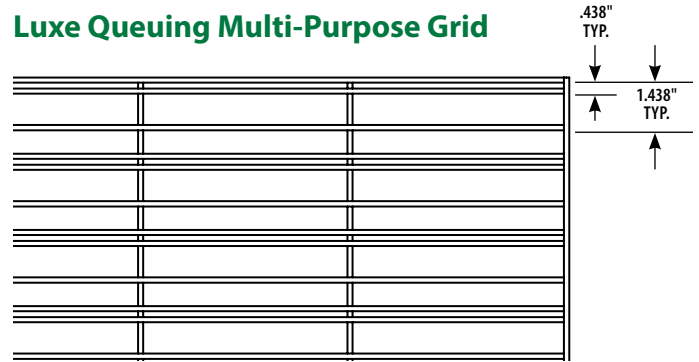 Luxe Queuing Multi-Purpose Grid
.438"
TYP.
1.438"
TYP.